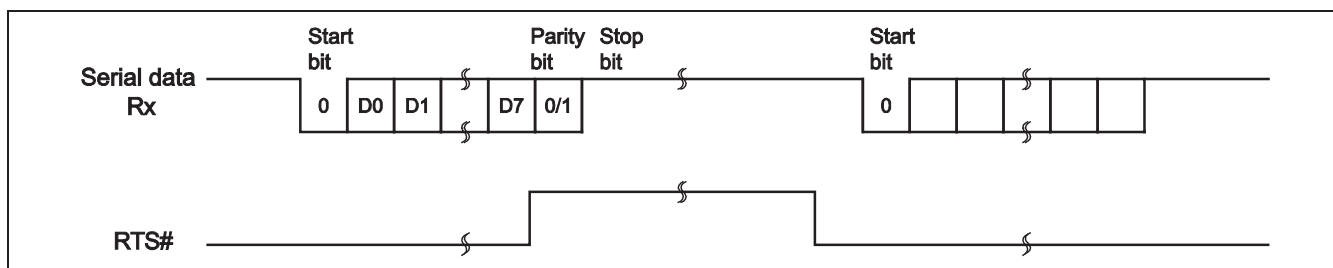 Start bit
Parity bit
Stop bit
Start bit
Serial data Rx
0 D0 D1 D7 0/1 0
RTS#